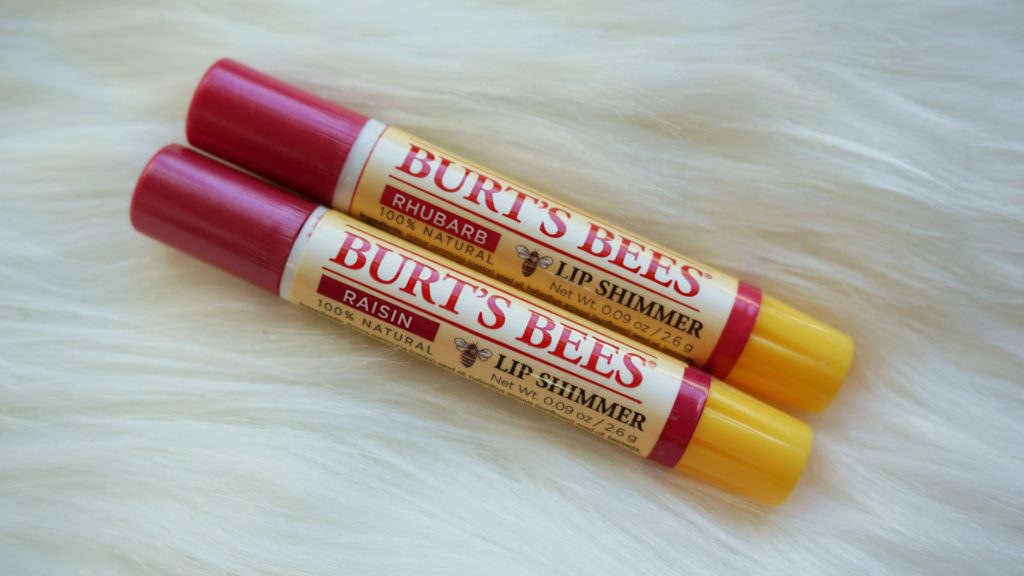 BURT'S BEES®
RHUBARB
100% NATURAL
LIP SHIMMER
Net Wt. 0.09 oz / 2.6 g
BURT'S BEES®
RAISIN
100% NATURAL
LIP SHIMMER
Net Wt. 0.09 oz / 2.6 g